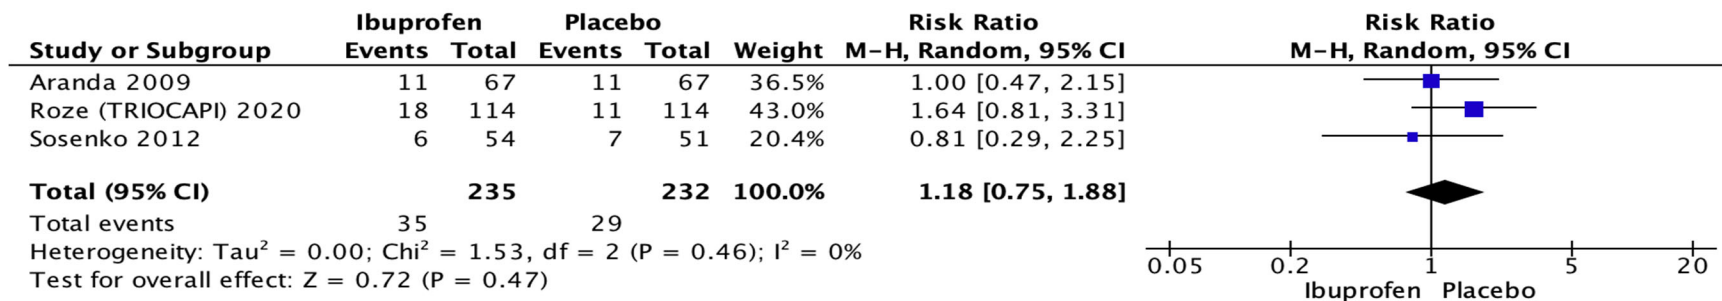 Ibuprofen Placebo Risk Ratio Risk Ratio
Study or Subgroup Events Total Events Total Weight M-H, Random, 95% CI M-H, Random, 95% CI
Aranda 2009 11 67 11 67 36.5% 1.00 [0.47, 2.15]
Roze (TRIOCAPI) 2020 18 114 11 114 43.0% 1.64 [0.81, 3.31]
Sosenko 2012 6 54 7 51 20.4% 0.81 [0.29, 2.25]
Total (95% CI) 235 232 100.0% 1.18 [0.75, 1.88]
Total events 35 29
Heterogeneity: Tau² = 0.00; Chi² = 1.53, df = 2 (P = 0.46); I² = 0%
Test for overall effect: Z = 0.72 (P = 0.47)
0.05 0.2 1 5 20
Ibuprofen Placebo